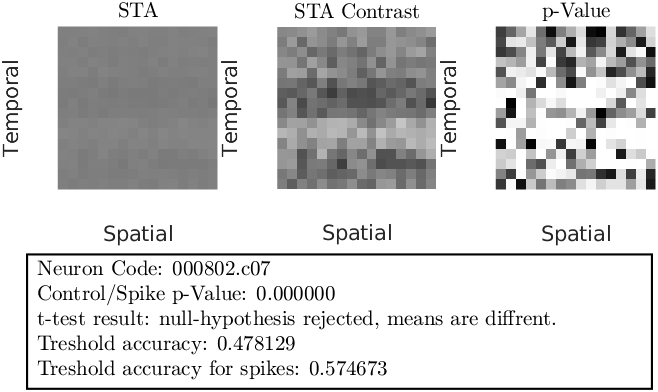 STA
STA Contrast
p-Value
Temporal
Temporal
Temporal
Spatial
Spatial
Spatial
Neuron Code: 000802.c07
Control/Spike p-Value: 0.000000
t-test result: null-hypothesis rejected, means are diffrent.
Treshold accuracy: 0.478129
Treshold accuracy for spikes: 0.574673